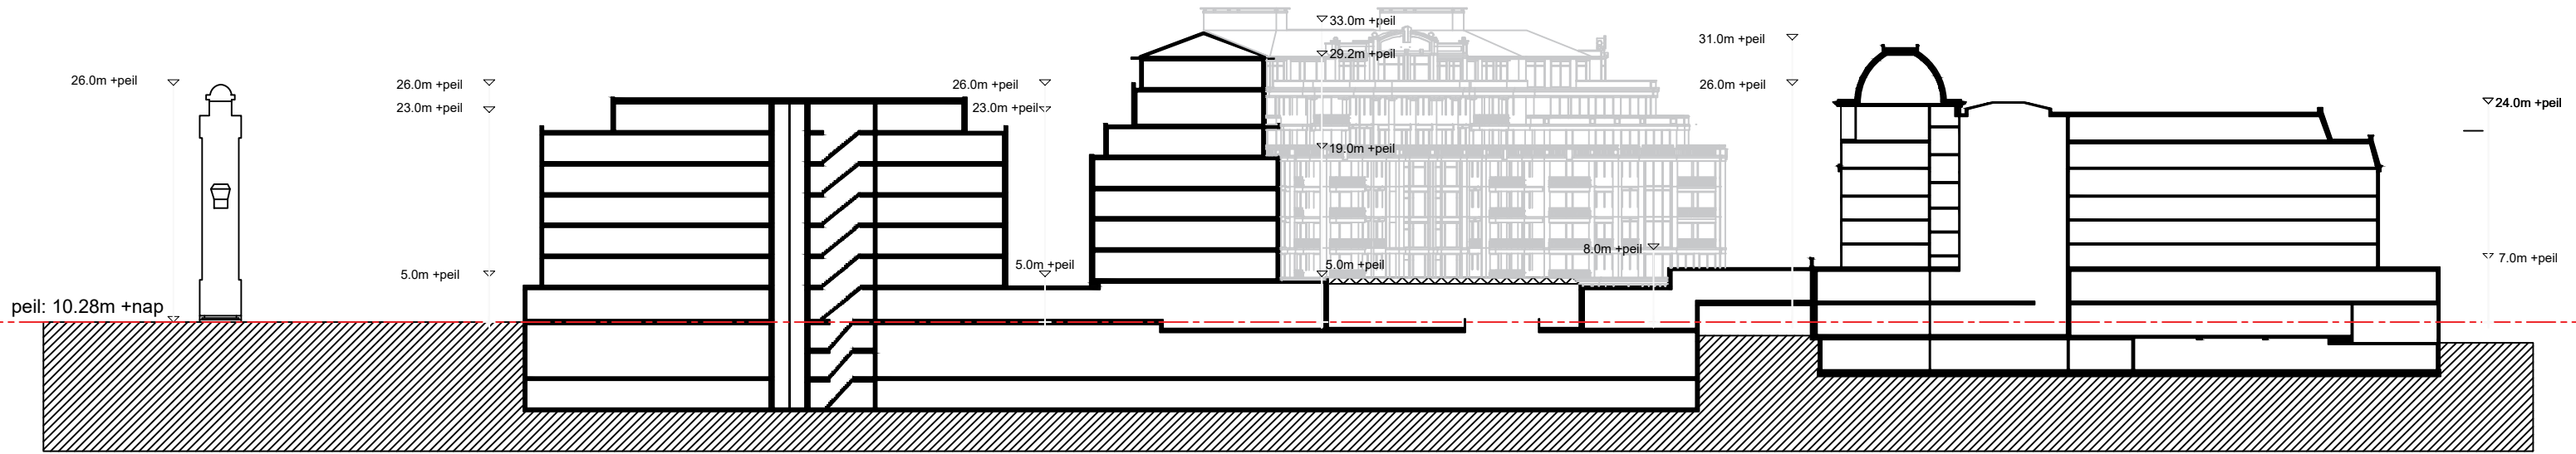 33.0m +peil
31.0m +peil
29.2m +peil
26.0m +peil
26.0m +peil
26.0m +peil
26.0m +peil
24.0m +peil
23.0m +peil
23.0m +peil
19.0m +peil
8.0m +peil
7.0m +peil
5.0m +peil
5.0m +peil
5.0m +peil
peil: 10.28m +nap